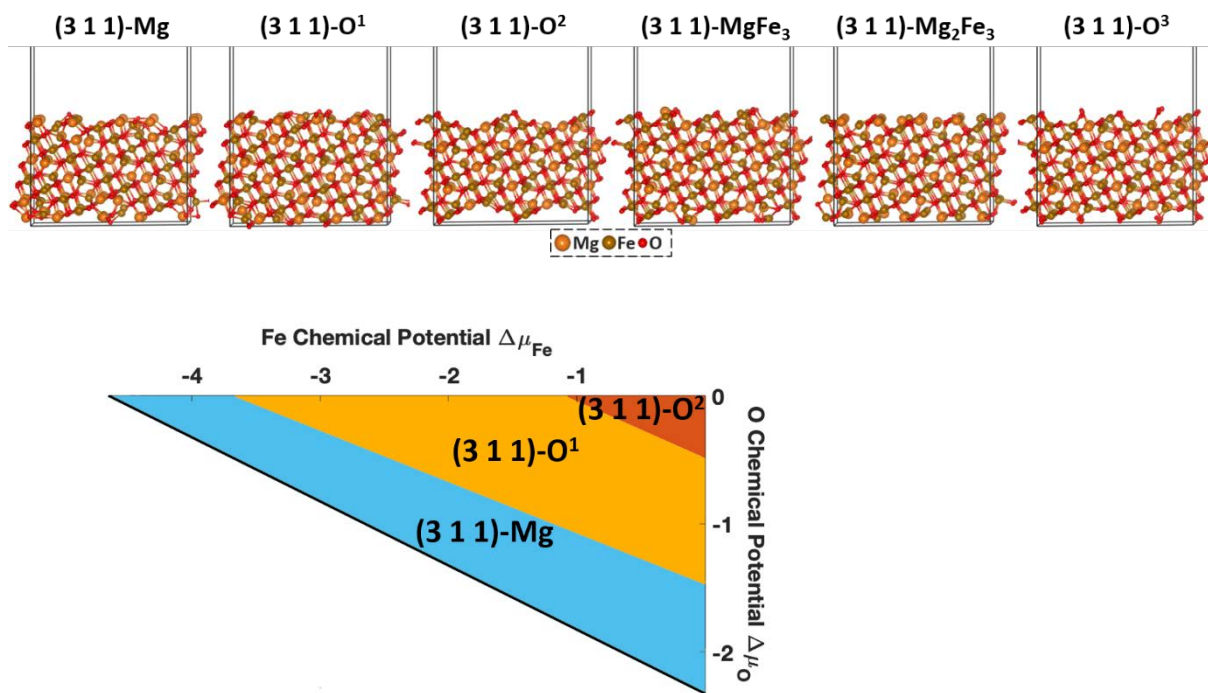 (3 1 1)-Mg (3 1 1)-O¹ (3 1 1)-O² (3 1 1)-MgFe₃ (3 1 1)-Mg₂Fe₃ (3 1 1)-O³
Mg Fe O
Fe Chemical Potential Δμ_Fe
-4 -3 -2 -1 0
(3 1 1)-O²
(3 1 1)-O¹
(3 1 1)-Mg
-1
-2
O Chemical Potential Δμ_O